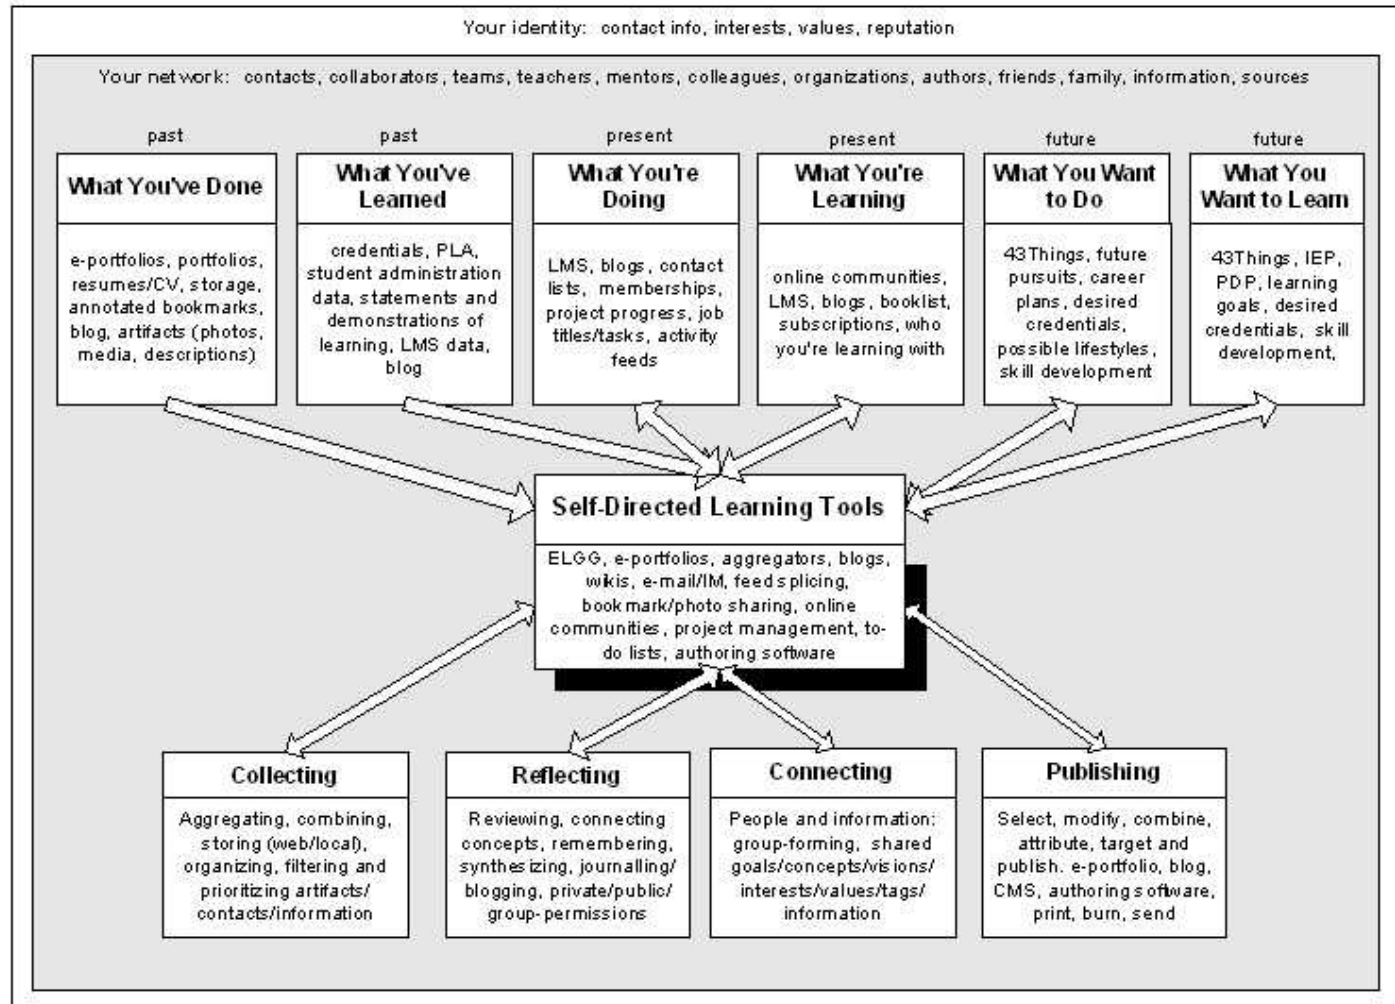 Your identity: contact info, interests, values, reputation
Your network: contacts, collaborators, teams, teachers, mentors, colleagues, organizations, authors, friends, family, information, sources
past
What You've Done
e-portfolios, portfolios,
resumes/CV, storage,
annotated bookmarks,
blog, artifacts (photos,
media, descriptions)
past
What You've
Learned
credentials, PLA,
student administration
data, statements and
demonstrations of
learning, LMS data,
blog
present
What You're
Doing
LMS, blogs, contact
lists, memberships,
project progress, job
titles/tasks, activity
feeds
present
What You're
Learning
online communities,
LMS, blogs, booklist,
subscriptions, who
you're learning with
future
What You Want
to Do
43Things, future
pursuits, career
plans, desired
credentials,
possible lifestyles,
skill development
future
What You
Want to Learn
43Things, IEP,
PDP, learning
goals, desired
credentials, skill
development,
Self-Directed Learning Tools
ELGG, e-portfolios, aggregators, blogs,
wikis, e-mail/IM, feed splicing,
bookmark/photo sharing, online
communities, project management, to-
do lists, authoring software
Collecting
Aggregating, combining,
storing (web/local),
organizing, filtering and
prioritizing artifacts/
contacts/information
Reflecting
Reviewing, connecting
concepts, remembering,
synthesizing, journalling/
blogging, private/public/
group-permissions
Connecting
People and information:
group-forming, shared
goals/concepts/visions/
interests/values/tags/
information
Publishing
Select, modify, combine,
attribute, target and
publish. e-portfolio, blog,
CMS, authoring software,
print, burn, send